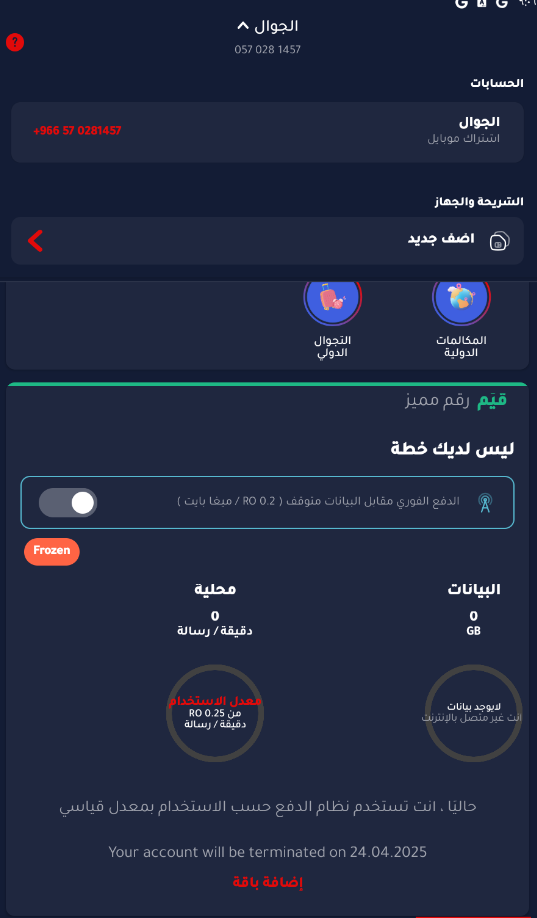 الجوال
057 028 1457
?
الحسابات
الجوال
+966 57 0281457
اشتراك موبايل
الشريحة والجهاز
اضف جديد
المكالمات
الدولية
التجوال
الدولي
قيّم رقم مميز
ليس لديك خطة
الدفع الفوري مقابل البيانات متوقف ( RO 0.2 / ميغا بايت )
Frozen
البيانات
0
GB
محلية
0
دقيقة / رسالة
لايوجد بيانات
انت غير متصل بالإنترنت
معدل الاستخدام
من RO 0.25
دقيقة / رسالة
حاليًا ، انت تستخدم نظام الدفع حسب الاستخدام بمعدل قياسي
Your account will be terminated on 24.04.2025
إضافة باقة